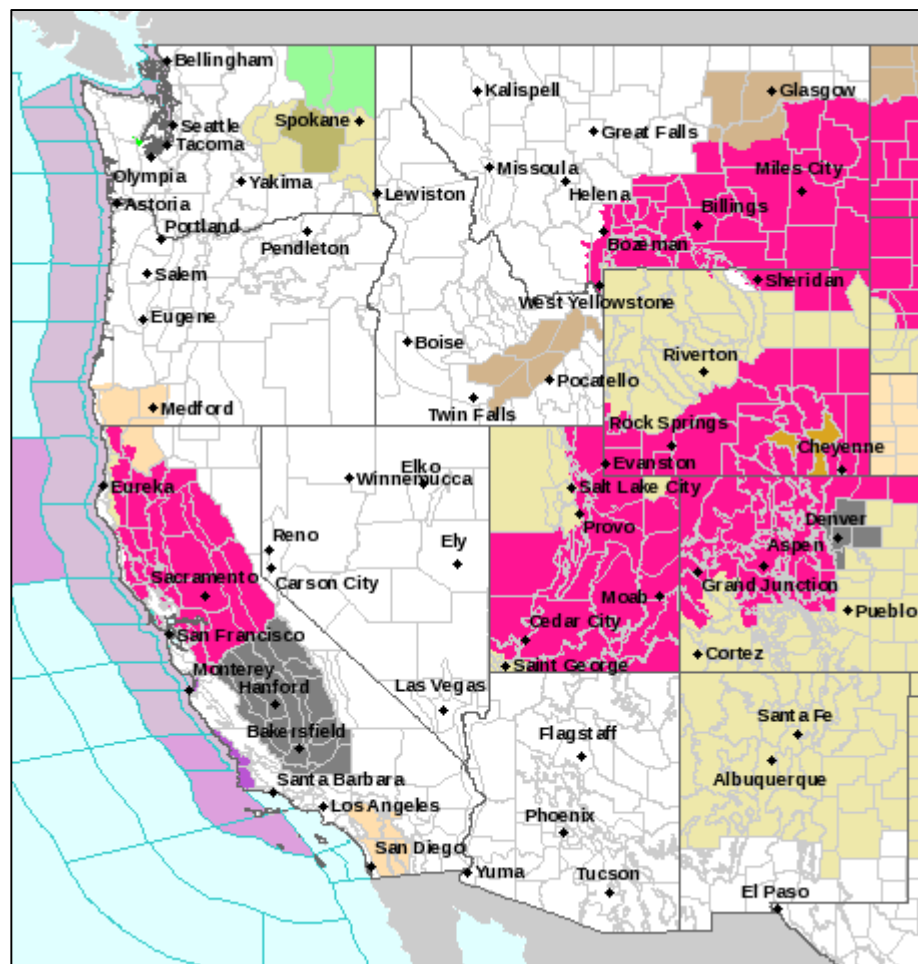 Bellingham
Kalispell
Glasgow
Spokane
Seattle
Great Falls
Tacoma
Missoula
Miles City
Olympia
Yakima
Lewiston
Helena
Astoria
Billings
Portland
Pendleton
Bozeman
Salem
Sheridan
West Yellowstone
Eugene
Boise
Riverton
Pocatello
Medford
Twin Falls
Rock Springs
Cheyenne
Elko
Evanston
Winnemucca
Eureka
Salt Lake City
Provo
Denver
Reno
Ely
Aspen
Sacramento
Carson City
Grand Junction
Moab
Pueblo
Cedar City
San Francisco
Cortez
Saint George
Monterey
Las Vegas
Hanford
Santa Fe
Flagstaff
Bakersfield
Albuquerque
Santa Barbara
Los Angeles
Phoenix
San Diego
Yuma
Tucson
El Paso